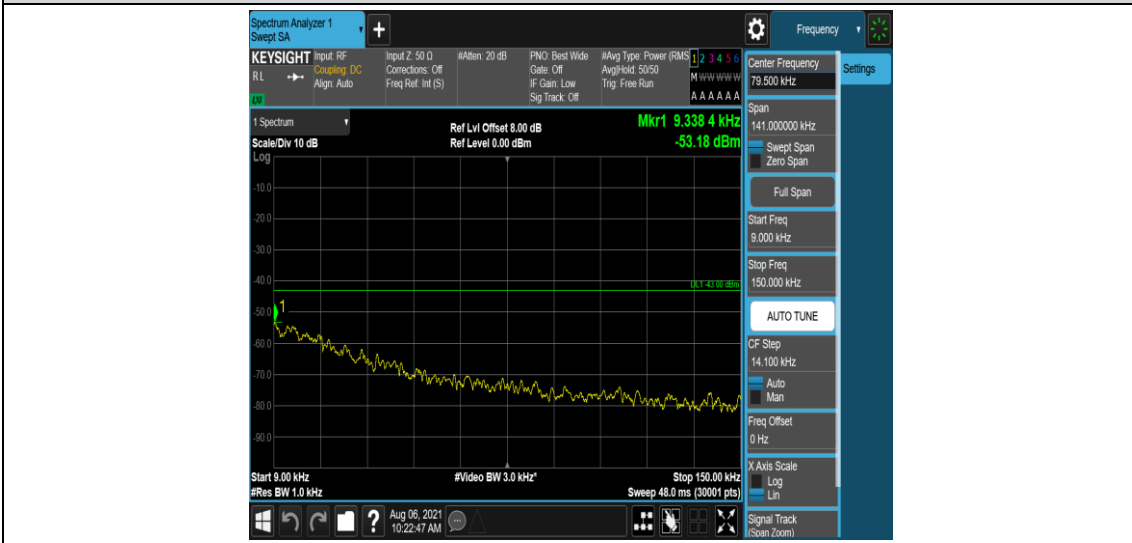 Spectrum Analyzer 1
Swept SA
+
Frequency
KEYSIGHT
RL
LXI
Input: RF
Coupling: DC
Align: Auto
Input Z: 50 Ω
Corrections: Off
Freq Ref: Int (S)
#Atten: 20 dB
PNO: Best Wide
Gate: Off
IF Gain: Low
Sig Track: Off
#Avg Type: Power (RMS
Avg|Hold: 50/50
Trig: Free Run
1 2 3 4 5 6
M W W W W W
A A A A A A
Settings
1 Spectrum
Scale/Div 10 dB
Log
Ref Lvl Offset 8.00 dB
Ref Level 0.00 dBm
Mkr1 9.338 4 kHz
-53.18 dBm
-10.0
-20.0
-30.0
-40.0
-50.0
-60.0
-70.0
-80.0
-90.0
DL1 -43.00 dBm
1
Start 9.00 kHz
#Res BW 1.0 kHz
#Video BW 3.0 kHz*
Stop 150.00 kHz
Sweep 48.0 ms (30001 pts)
Center Frequency
79.500 kHz
Span
141.000000 kHz
Swept Span
Zero Span
Full Span
Start Freq
9.000 kHz
Stop Freq
150.000 kHz
AUTO TUNE
CF Step
14.100 kHz
Auto
Man
Freq Offset
0 Hz
X Axis Scale
Log
Lin
Signal Track
(Span Zoom)
?
Aug 06, 2021
10:22:47 AM